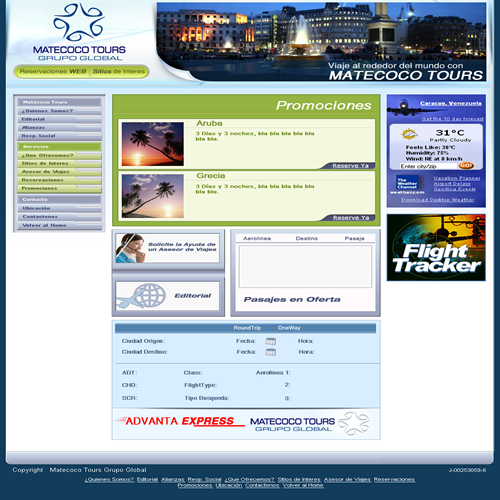 MATECOCO TOURS
GRUPO GLOBAL
Reservaciones WEB
Sitios de Interes
Viaje al rededor del mundo con
MATECOCO TOURS
Matecoco Tours
¿Quienes Somos?
Editorial
Alianzas
Resp. Social
Servicios
¿Que Ofrecemos?
Sitios de Interes
Asesor de Viajes
Reservaciones
Promociones
Contacto
Ubicación
Contactenos
Volver al Home
Promociones
Aruba
3 Dias y 3 noches, bla bla bla bla bla
bla bla.
Reserve Ya
Grecia
3 Dias y 3 noches, bla bla bla bla bla
bla bla.
Reserve Ya
Caracas, Venezuela
Get the 10 day forecast
31°C
Partly Cloudy
Feels Like: 38°C
Humidity: 75%
Wind: NE at 8 km/h
Enter city/zip
GO!
The Weather Channel
weather.com
Vacation Planner
Airport Delays
Sporting Events
Download Desktop Weather
Flight
Tracker
Solicite la Ayuda de
un Asesor de Viajes
Editorial
Aerolinea Destino Pasaje
Pasajes en Oferta
RoundTrip OneWay
Ciudad Origen: Fecha: Hora:
Ciudad Destino: Fecha: Hora:
ADT: Class: Aerolinea 1:
CHD: FlightType: 2:
SCR: Tipo Busqueda: 3:
ADVANTA EXPRESS
MATECOCO TOURS
GRUPO GLOBAL
Copyright Matecoco Tours Grupo Global
J-00253059-6
¿Quienes Somos? Editorial Alianzas Resp. Social ¿Que Ofrecemos? Sitios de Interes Asesor de Viajes Reservaciones
Promociones Ubicación Contactenos Volver al Home